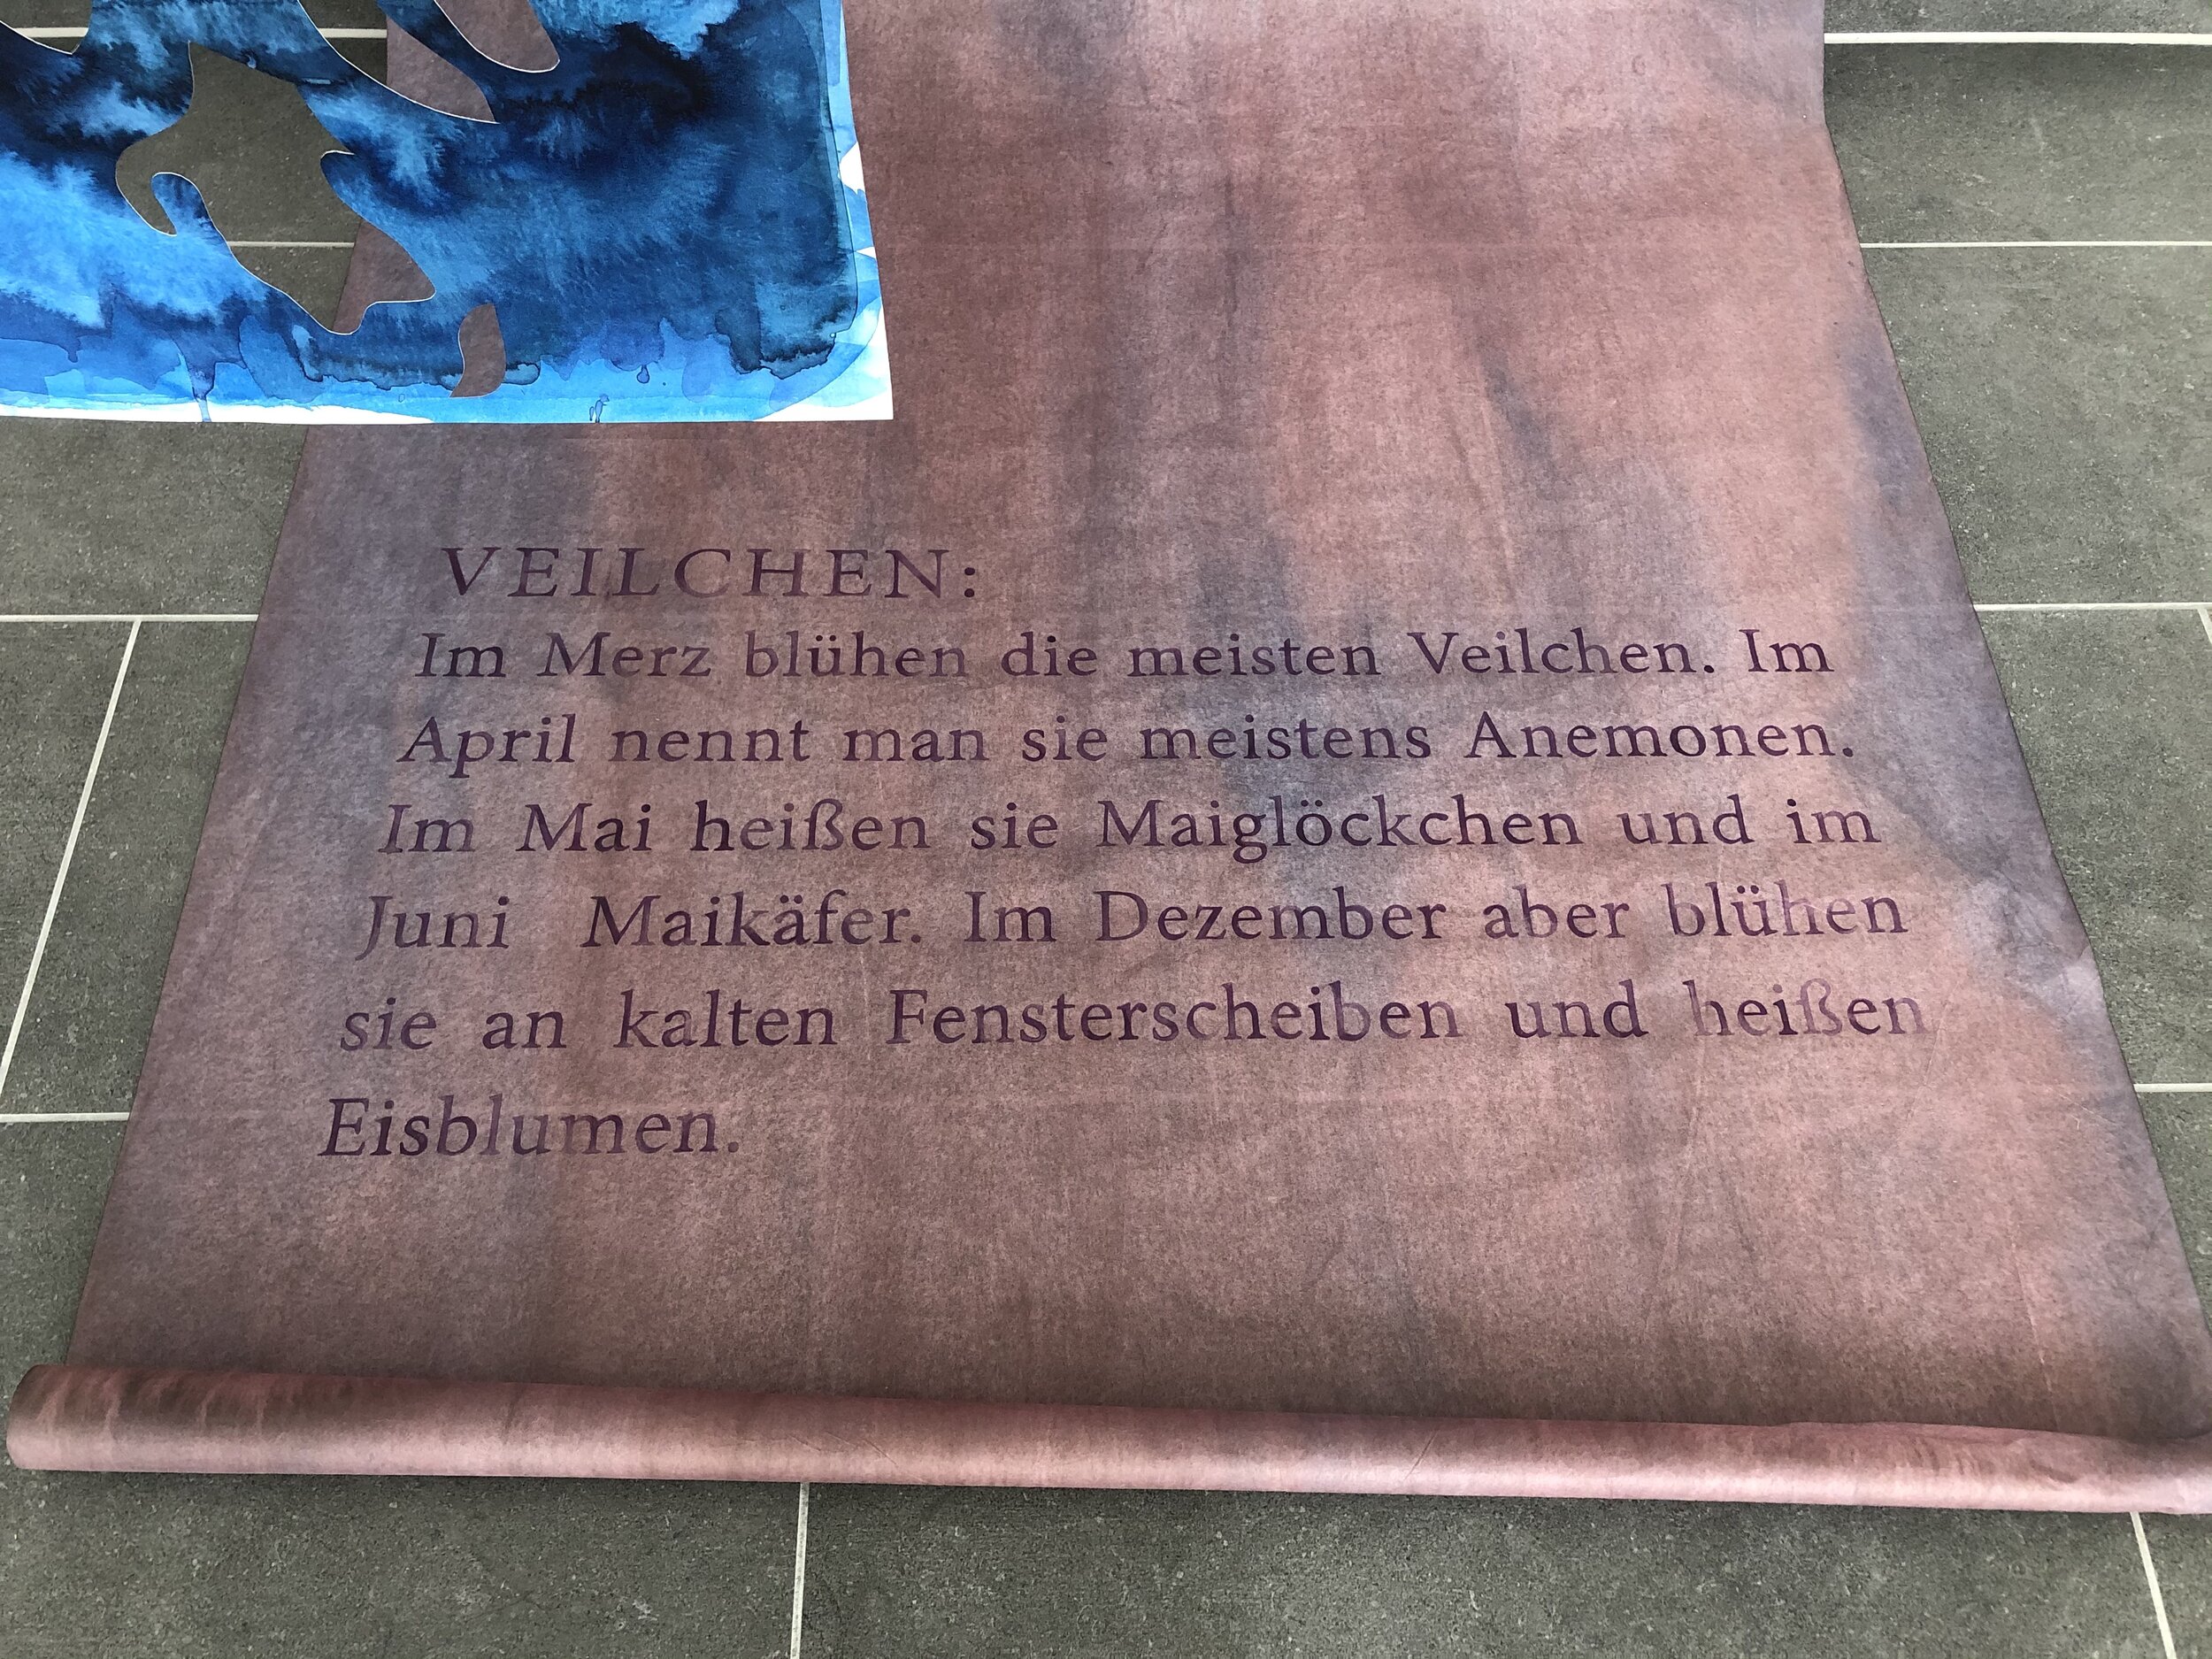 VEILCHEN:
Im Merz blühen die meisten Veilchen. Im
April nennt man sie meistens Anemonen.
Im Mai heißen sie Maiglöckchen und im
Juni Maikäfer. Im Dezember aber blühen
sie an kalten Fensterscheiben und heißen
Eisblumen.